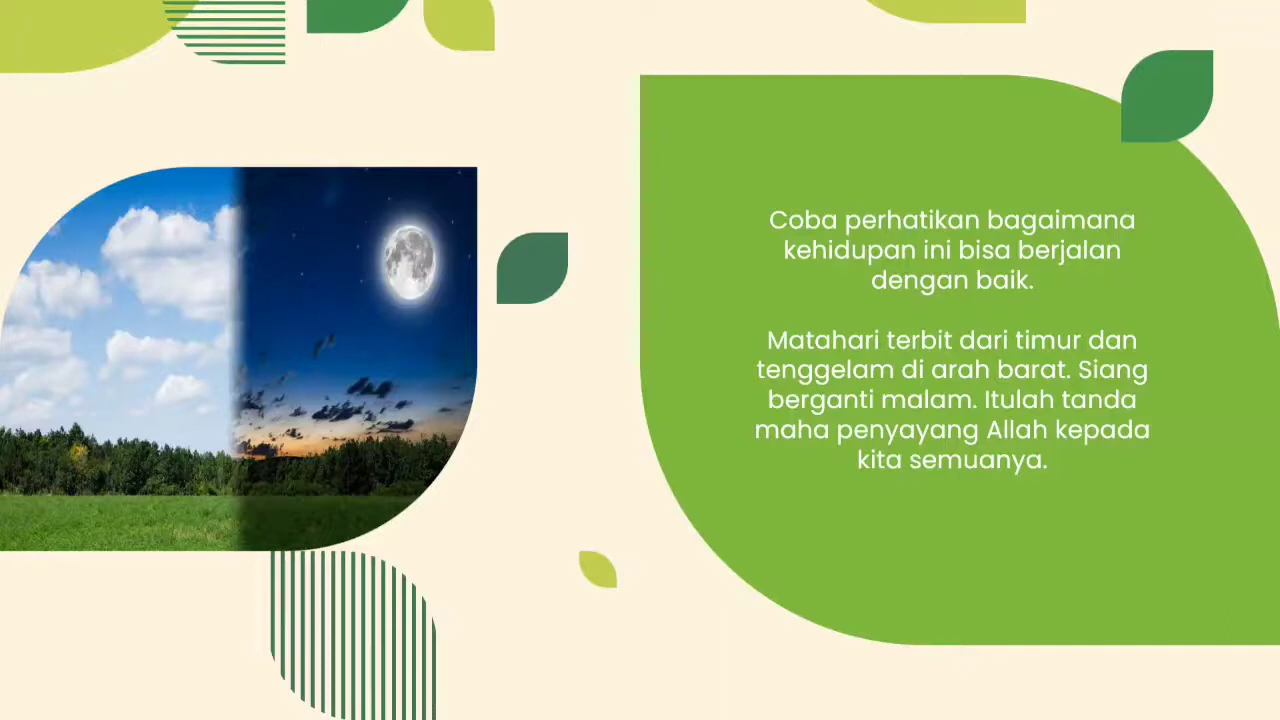 Coba perhatikan bagaimana
kehidupan ini bisa berjalan
dengan baik.
Matahari terbit dari timur dan
tenggelam di arah barat. Siang
berganti malam. Itulah tanda
maha penyayang Allah kepada
kita semuanya.